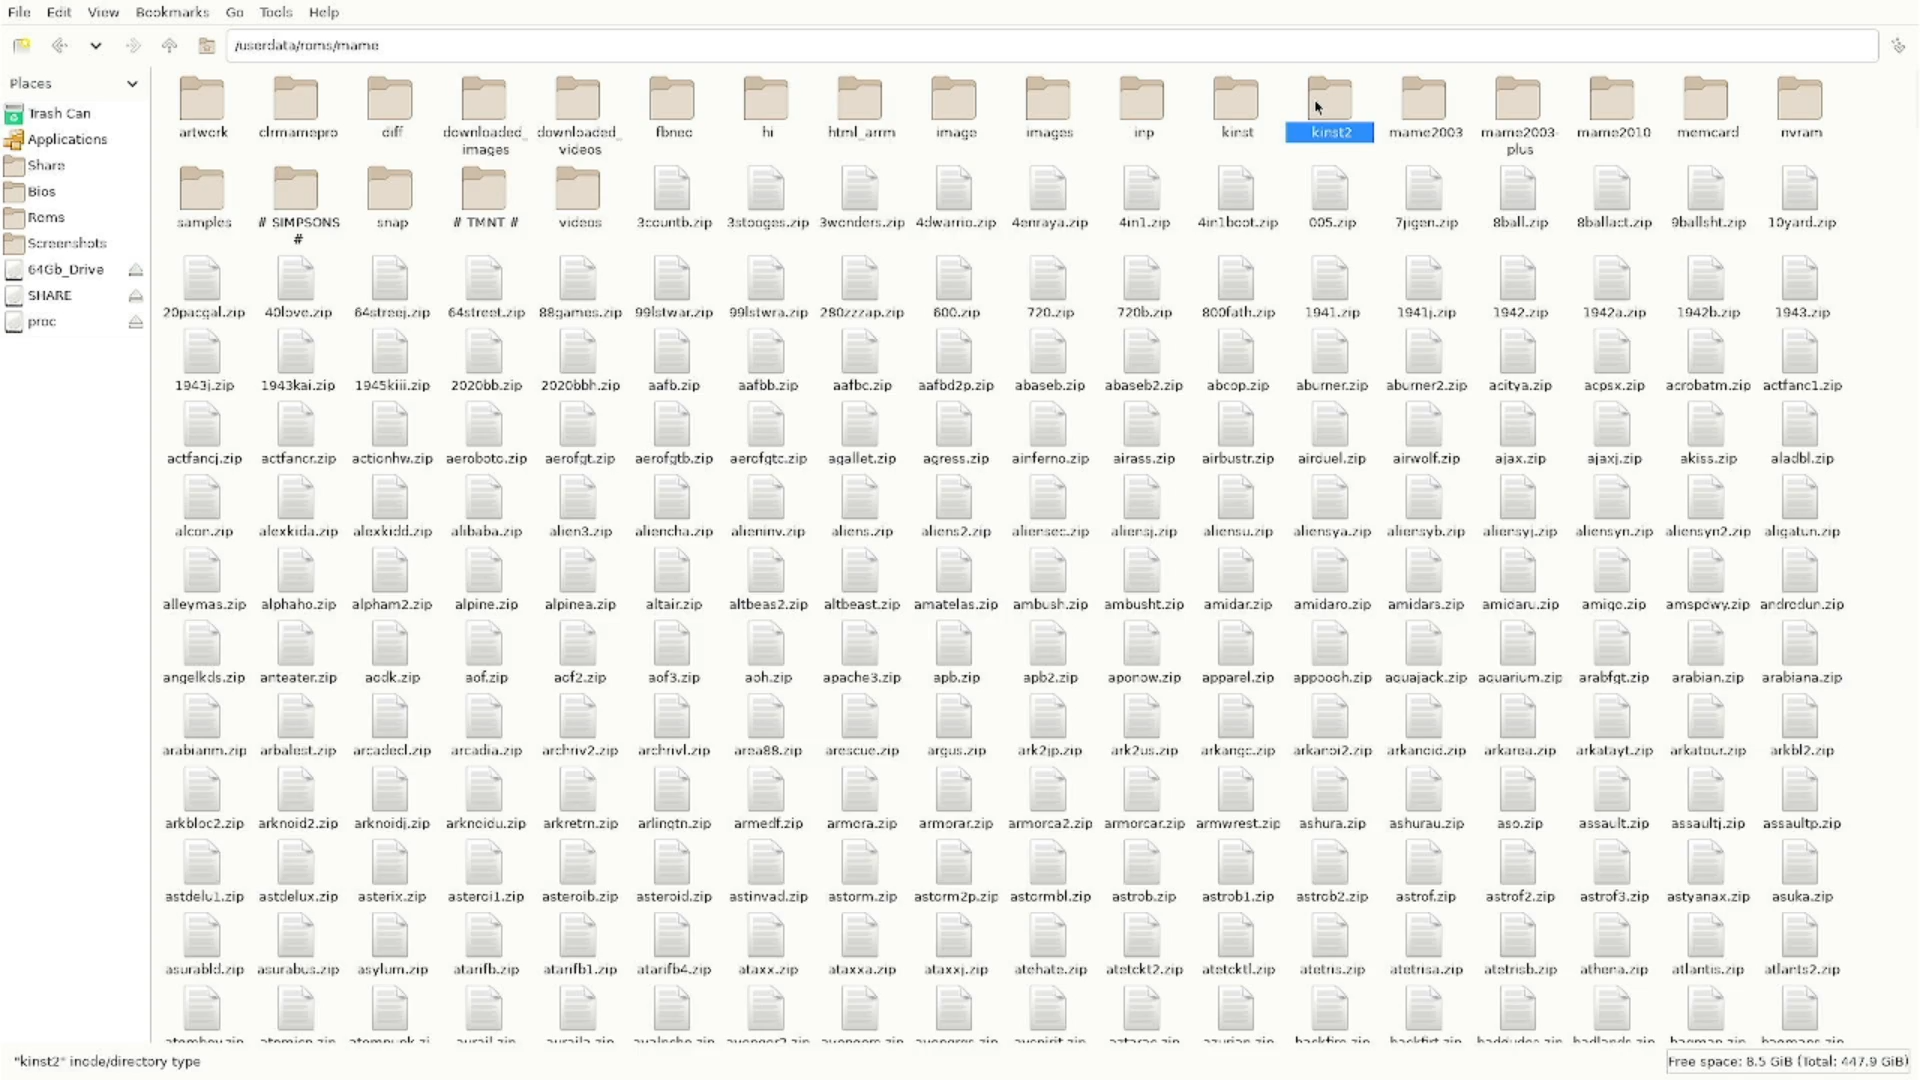 File Edit View Bookmarks Go Tools Help
/userdata/roms/mame
Places
Trash Can
Applications
Share
Bios
Roms
Screenshots
64Gb_Drive
SHARE
proc
artwork clrmamepro diff downloaded_ downloaded_ fbneo hi html_arrm image images inp kinst kinst2 mame2003 mame2003- mame2010 memcard nvram
images videos plus
samples # SIMPSONS snap # TMNT # videos 3countb.zip 3stooges.zip 3wonders.zip 4dwarrio.zip 4enraya.zip 4in1.zip 4in1boot.zip 005.zip 7jigen.zip 8ball.zip 8ballact.zip 9ballsht.zip 10yard.zip
#
20pacgal.zip 40love.zip 64streej.zip 64street.zip 88games.zip 99lstwar.zip 99lstwra.zip 280zzzap.zip 600.zip 720.zip 720b.zip 800fath.zip 1941.zip 1941j.zip 1942.zip 1942a.zip 1942b.zip 1943.zip
1943j.zip 1943kai.zip 1945kiii.zip 2020bb.zip 2020bbh.zip aafb.zip aafbb.zip aafbc.zip aafbd2p.zip abaseb.zip abaseb2.zip abcop.zip aburner.zip aburner2.zip acitya.zip acpsx.zip acrobatm.zip actfanc1.zip
actfancj.zip actfancr.zip actionhw.zip aeroboto.zip aerofgt.zip aerofgtb.zip aerofgtc.zip agallet.zip agress.zip ainferno.zip airass.zip airbustr.zip airduel.zip airwolf.zip ajax.zip ajaxj.zip akiss.zip aladbl.zip
alcon.zip alexkida.zip alexkidd.zip alibaba.zip alien3.zip aliencha.zip alieninv.zip aliens.zip aliens2.zip aliensec.zip aliensj.zip aliensu.zip aliensya.zip aliensyb.zip aliensyj.zip aliensyn.zip aliensyn2.zip aligatun.zip
alleymas.zip alphaho.zip alpham2.zip alpine.zip alpinea.zip altair.zip altbeas2.zip altbeast.zip amatelas.zip ambush.zip ambusht.zip amidar.zip amidaro.zip amidars.zip amidaru.zip amigo.zip amspdwy.zip androdun.zip
angelkds.zip anteater.zip aodk.zip aof.zip aof2.zip aof3.zip aoh.zip apache3.zip apb.zip apb2.zip aponow.zip apparel.zip appoooh.zip aquajack.zip aquarium.zip arabfgt.zip arabian.zip arabiana.zip
arabianm.zip arbalest.zip arcadecl.zip arcadia.zip archriv2.zip archrivl.zip area88.zip arescue.zip argus.zip ark2jp.zip ark2us.zip arkangc.zip arkanoi2.zip arkanoid.zip arkarea.zip arkatayt.zip arkatour.zip arkbl2.zip
arkbloc2.zip arknoid2.zip arknoidj.zip arknoidu.zip arkretrn.zip arlingtn.zip armedf.zip armora.zip armorar.zip armorca2.zip armorcar.zip armwrest.zip ashura.zip ashurau.zip aso.zip assault.zip assaultj.zip assaultp.zip
astdelu1.zip astdelux.zip asterix.zip asteroi1.zip asteroib.zip asteroid.zip astinvad.zip astorm.zip astorm2p.zip astormbl.zip astrob.zip astrob1.zip astrob2.zip astrof.zip astrof2.zip astrof3.zip astyanax.zip asuka.zip
asurabld.zip asurabus.zip asylum.zip atarifb.zip atarifb1.zip atarifb4.zip ataxx.zip ataxxa.zip ataxxj.zip atehate.zip atetckt2.zip atetcktl.zip atetris.zip atetrisa.zip atetrisb.zip athena.zip atlantis.zip atlants2.zip
"kinst2" inode/directory type
Free space: 8.5 GiB (Total: 447.9 GiB)